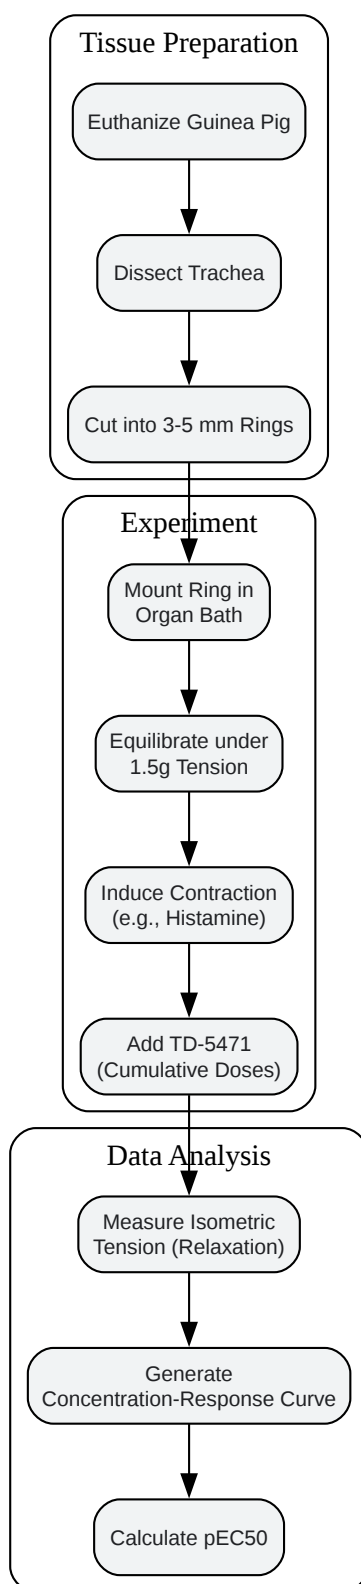 Tissue Preparation
Euthanize Guinea Pig
Dissect Trachea
Cut into 3-5 mm Rings
Experiment
Mount Ring in
Organ Bath
Equilibrate under
1.5g Tension
Induce Contraction
(e.g., Histamine)
Add TD-5471
(Cumulative Doses)
Data Analysis
Measure Isometric
Tension (Relaxation)
Generate
Concentration-Response Curve
Calculate pEC50